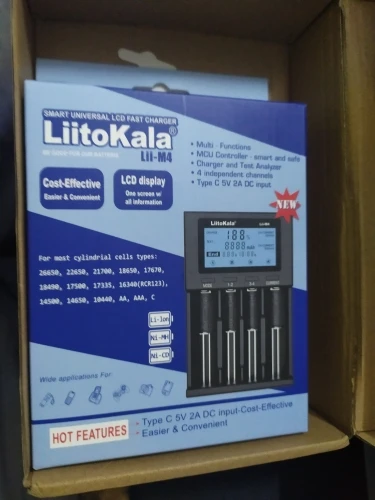 SMART UNIVERSAL LCD FAST CHARGER
LiitoKala®
Lii-M4
• Multi - Functions
• MCU Controller - smart and safe
• Charger and Test Analyzer
• 4 independent channels
• Type C 5V 2A DC input
Cost-Effective
Easier & Convenient
LCD display
One screen w/
all information
NEW
LiitoKala®
Lii-M4
For most cylindrial cells types:
26650, 22650, 21700, 18650, 17670,
18490, 17500, 17335, 16340(RCR123),
14500, 14650, 10440, AA, AAA, C
Li-Ion
Ni-MH
Ni-CD
Wide applications For:
HOT FEATURES
- Type C 5V 2A DC input-Cost-Effective
- Easier & Convenient